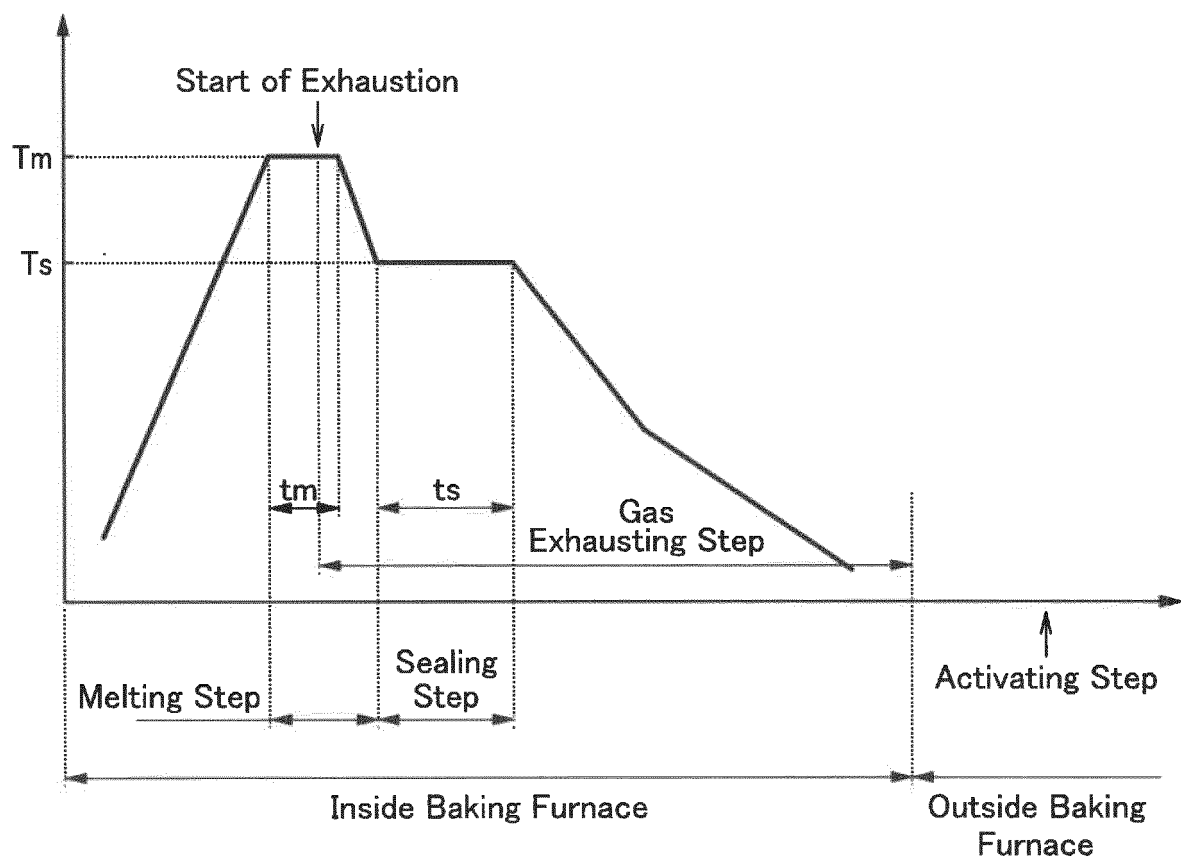 Start of Exhaustion
Tm
Ts
tm
ts
Gas
Exhausting Step
Sealing
Step
Melting Step
Activating Step
Inside Baking Furnace
Outside Baking
Furnace